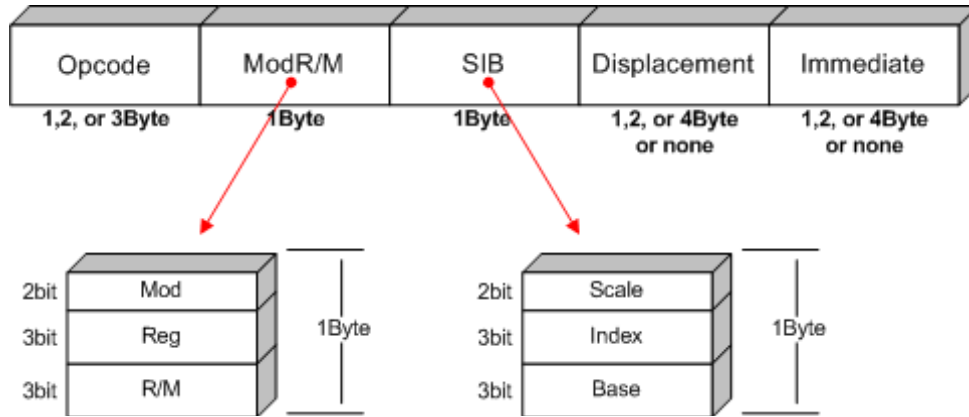 Opcode ModR/M SIB Displacement Immediate
1,2, or 3Byte 1Byte 1Byte 1,2, or 4Byte 1,2, or 4Byte
or none or none
2bit Mod
3bit Reg
3bit R/M
1Byte
2bit Scale
3bit Index
3bit Base
1Byte